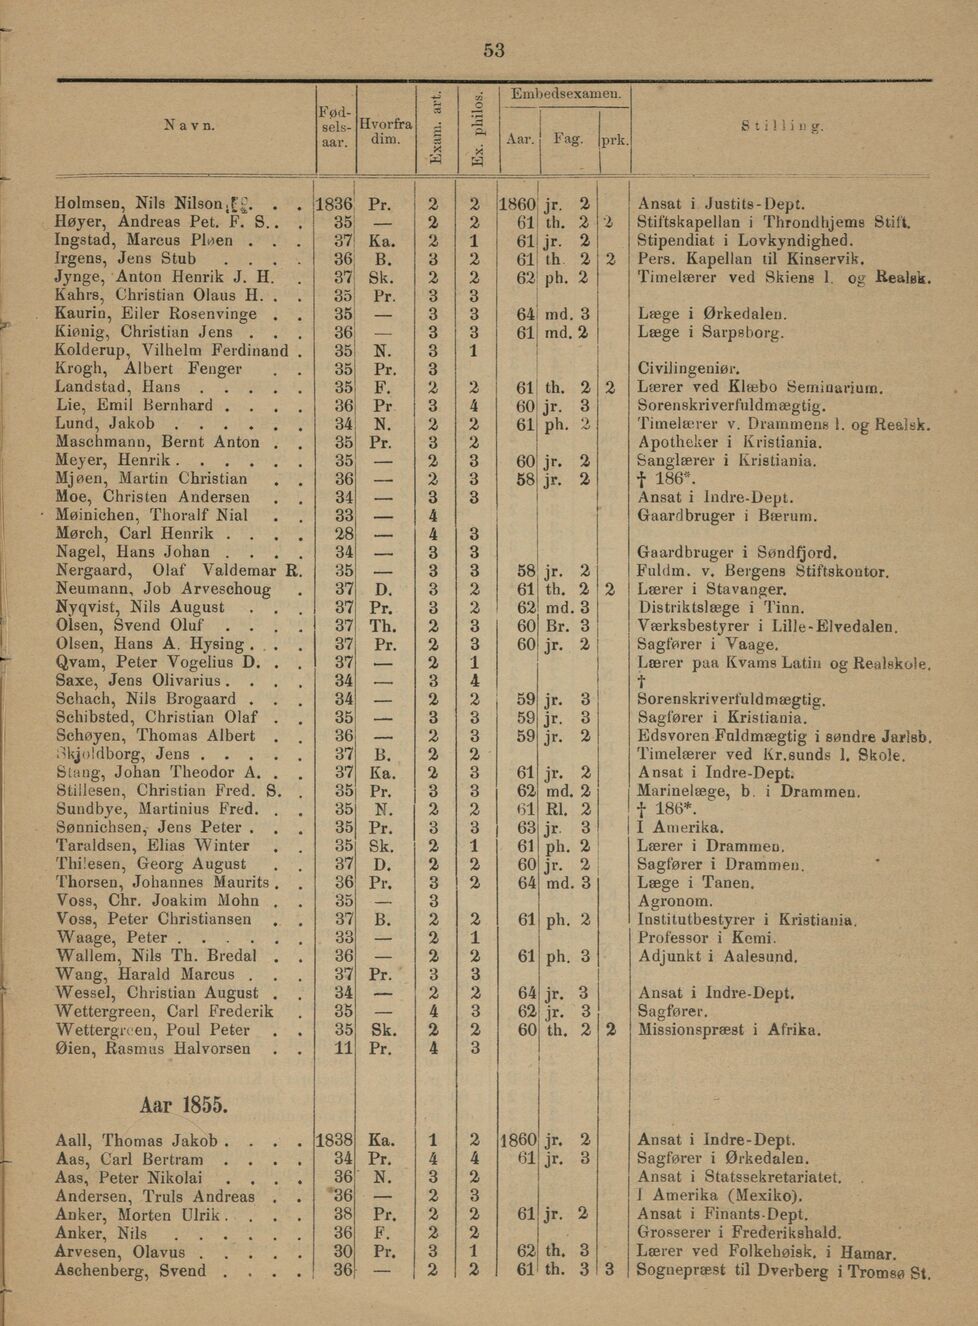 53
Navn. Fødselsaar. Hvorfra dim. Exam. art. Ex. philos. Embedsexamen. Aar. Fag. prk. Stilling.
Holmsen, Nils Nilson . . 1836 Pr. 2 2 1860 jr. 2 Ansat i Justits-Dept.
Høyer, Andreas Pet. F. S. . . 35 — 2 2 61 th. 2 2 Stiftskapellan i Throndhjems Stift.
Ingstad, Marcus Pløen . . . 37 Ka. 2 1 61 jr. 2 Stipendiat i Lovkyndighed.
Irgens, Jens Stub . . . . 36 B. 3 2 61 th 2 2 Pers. Kapellan til Kinservik.
Jynge, Anton Henrik J. H. . 37 Sk. 2 2 62 ph. 2 Timelærer ved Skiens l. og Realsk.
Kahrs, Christian Olaus H. . . 35 Pr. 3 3
Kaurin, Eiler Rosenvinge . . 35 — 3 3 64 md. 3 Læge i Ørkedalen.
Kiønig, Christian Jens . . . 36 — 3 3 61 md. 2 Læge i Sarpsborg.
Kolderup, Vilhelm Ferdinand . 35 N. 3 1
Krogh, Albert Fenger . . 35 Pr. 3 Civilingeniør.
Landstad, Hans . . . . . 35 F. 2 2 61 th. 2 2 Lærer ved Klæbo Seminarium.
Lie, Emil Bernhard . . . . 36 Pr 3 4 60 jr. 3 Sorenskriverfuldmægtig.
Lund, Jakob . . . . . . 34 N. 2 2 61 ph. 2 Timelærer v. Drammens l. og Realsk.
Maschmann, Bernt Anton . . 35 Pr. 3 2 Apotheker i Kristiania.
Meyer, Henrik . . . . . . 35 — 2 3 60 jr. 2 Sanglærer i Kristiania.
Mjøen, Martin Christian . . 36 — 2 3 58 jr. 2 † 186*.
Moe, Christen Andersen . . 34 — 3 3 Ansat i Indre-Dept.
Møinichen, Thoralf Nial . . 33 — 4 Gaardbruger i Bærum.
Mørch, Carl Henrik . . . . 28 — 4 3
Nagel, Hans Johan . . . . 34 — 3 3 Gaardbruger i Søndfjord.
Nergaard, Olaf Valdemar R. 35 — 3 3 58 jr. 2 Fuldm. v. Bergens Stiftskontor.
Neumann, Job Arveschoug . 37 D. 3 2 61 th. 2 2 Lærer i Stavanger.
Nyqvist, Nils August . . . 37 Pr. 3 2 62 md. 3 Distriktslæge i Tinn.
Olsen, Svend Oluf . . . . 37 Th. 2 3 60 Br. 3 Værksbestyrer i Lille-Elvedalen.
Olsen, Hans A. Hysing . . . 37 Pr. 2 3 60 jr. 2 Sagfører i Vaage.
Qvam, Peter Vogelius D. . . 37 — 2 1 Lærer paa Kvams Latin og Realskole.
Saxe, Jens Olivarius . . . . 34 — 3 4 †
Schach, Nils Brogaard . . . 34 — 2 2 59 jr. 3 Sorenskriverfuldmægtig.
Schibsted, Christian Olaf . . 35 — 3 3 59 jr. 3 Sagfører i Kristiania.
Schøyen, Thomas Albert . . 36 — 2 3 59 jr. 2 Edsvoren Fuldmægtig i søndre Jarlsb.
Skjoldborg, Jens . . . . . 37 B. 2 2 Timelærer ved Kr.sunds l. Skole.
Stang, Johan Theodor A. . . 37 Ka. 2 3 61 jr. 2 Ansat i Indre-Dept.
Stillesen, Christian Fred. S. . 35 Pr. 3 3 62 md. 2 Marinelæge, b. i Drammen.
Sundbye, Martinius Fred. . . 35 N. 2 2 61 Rl. 2 † 186*.
Sønnichsen, Jens Peter . . . 35 Pr. 3 3 63 jr. 3 I Amerika.
Taraldsen, Elias Winter . . 35 Sk. 2 1 61 ph. 2 Lærer i Drammen.
Thilesen, Georg August . . 37 D. 2 2 60 jr. 2 Sagfører i Drammen.
Thorsen, Johannes Maurits . . 36 Pr. 3 2 64 md. 3 Læge i Tanen.
Voss, Chr. Joakim Mohn . . 35 — 3 Agronom.
Voss, Peter Christiansen . . 37 B. 2 2 61 ph. 2 Institutbestyrer i Kristiania.
Waage, Peter . . . . . . 33 — 2 1 Professor i Kemi.
Wallem, Nils Th. Bredal . . 36 — 2 2 61 ph. 3 Adjunkt i Aalesund.
Wang, Harald Marcus . . . 37 Pr. 3 3
Wessel, Christian August . . 34 — 2 2 64 jr. 3 Ansat i Indre-Dept.
Wettergreen, Carl Frederik . 35 — 4 3 62 jr. 3 Sagfører.
Wettergreen, Poul Peter . . 35 Sk. 2 2 60 th. 2 2 Missionspræst i Afrika.
Øien, Rasmus Halvorsen . . 11 Pr. 4 3
Aar 1855.
Aall, Thomas Jakob . . . . 1838 Ka. 1 2 1860 jr. 2 Ansat i Indre-Dept.
Aas, Carl Bertram . . . . 34 Pr. 4 4 61 jr. 3 Sagfører i Ørkedalen.
Aas, Peter Nikolai . . . . 36 N. 3 2 Ansat i Statssekretariatet.
Andersen, Truls Andreas . . 36 — 2 3 I Amerika (Mexiko).
Anker, Morten Ulrik . . . . 38 Pr. 2 2 61 jr. 2 Ansat i Finants-Dept.
Anker, Nils . . . . . . 36 F. 2 2 Grosserer i Frederikshald.
Arvesen, Olavus . . . . . 30 Pr. 3 1 62 th. 3 Lærer ved Folkehøisk. i Hamar.
Aschenberg, Svend . . . . 36 — 2 2 61 th. 3 3 Sognepræst til Dverberg i Tromsø St.